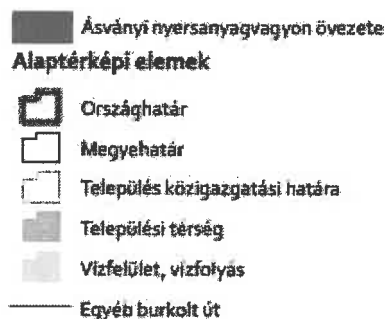 Ásványi nyersanyagvagyon övezete
Alaptérképi elemek
Országhatár
Megyehatár
Település közigazgatási határa
Települési térség
Vízfelület, vízfolyás
Egyéb burkolt út